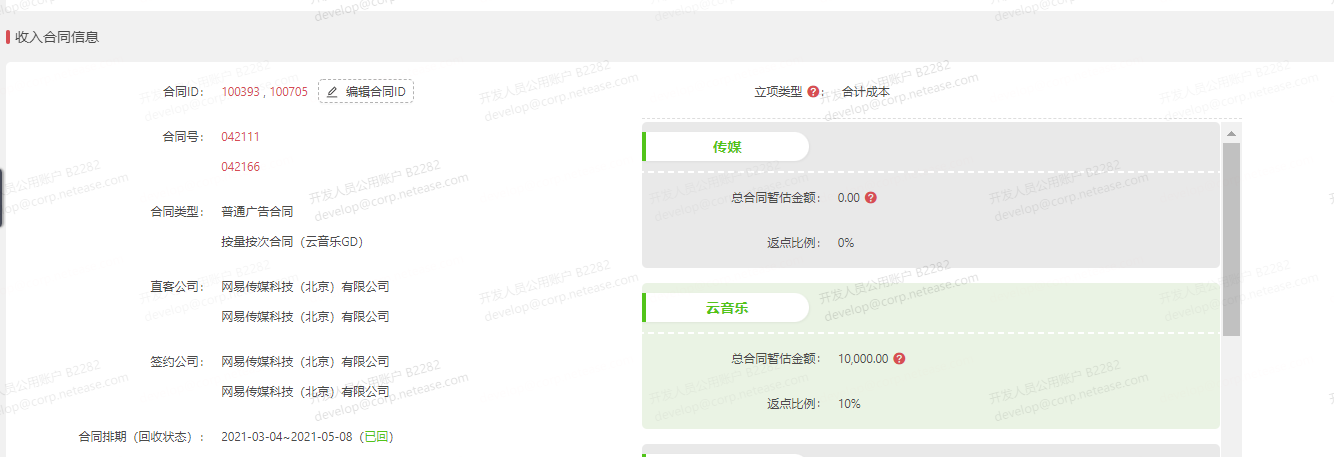 收入合同信息
合同ID： 100393 , 100705 编辑合同ID
合同号： 042111
042166
合同类型： 普通广告合同
按量按次合同（云音乐GD）
直客公司： 网易传媒科技（北京）有限公司
网易传媒科技（北京）有限公司
签约公司： 网易传媒科技（北京）有限公司
网易传媒科技（北京）有限公司
合同排期（回收状态）： 2021-03-04~2021-05-08（已回）
立项类型 ?： 合计成本
传媒
总合同暂估金额： 0.00 ?
返点比例： 0%
云音乐
总合同暂估金额： 10,000.00 ?
返点比例： 10%
开发人员公用账户 B2282
develop@corp.netease.com